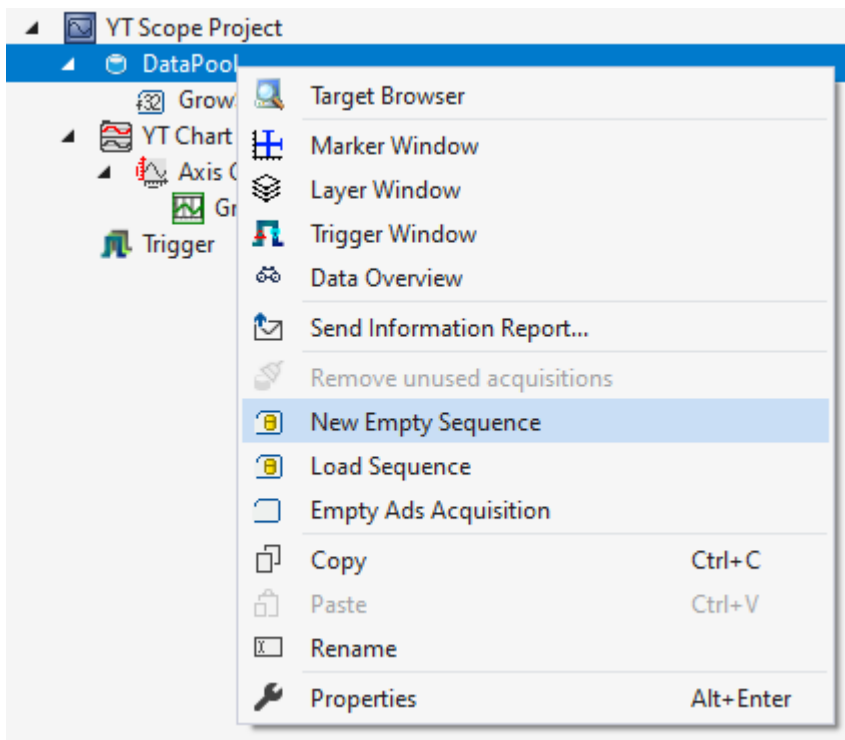 YT Scope Project
DataPool
Target Browser
Grow
YT Chart
Marker Window
Axis
Layer Window
Gr
Trigger
Trigger Window
Data Overview
Send Information Report...
Remove unused acquisitions
New Empty Sequence
Load Sequence
Empty Ads Acquisition
Copy Ctrl+C
Paste Ctrl+V
Rename
Properties Alt+Enter